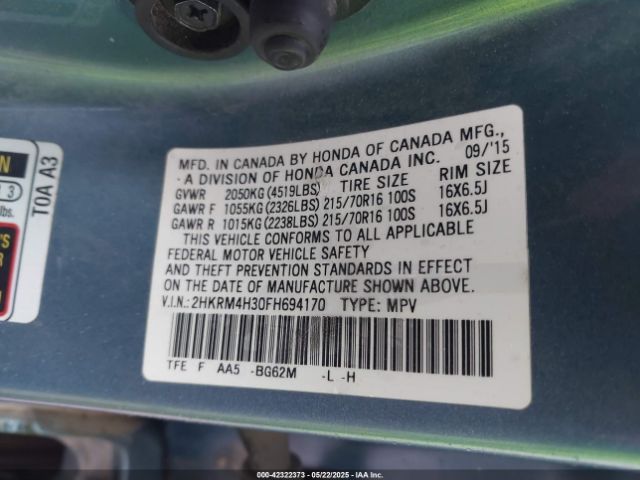 MFD. IN CANADA BY HONDA OF CANADA MFG.,
- A DIVISION OF HONDA CANADA INC. 09/'15
GVWR 2050KG (4519LBS) TIRE SIZE RIM SIZE
GAWR F 1055KG (2326LBS) 215/70R16 100S 16X6.5J
GAWR R 1015KG (2238LBS) 215/70R16 100S 16X6.5J
THIS VEHICLE CONFORMS TO ALL APPLICABLE
FEDERAL MOTOR VEHICLE SAFETY
AND THEFT PREVENTION STANDARDS IN EFFECT
ON THE DATE OF MANUFACTURE SHOWN ABOVE.
V.I.N.: 2HKRM4H30FH694170 TYPE: MPV
TFE F AA5 -BG62M -L -H
T0A A3
000-42322373 - 05/22/2025 - IAA Inc.